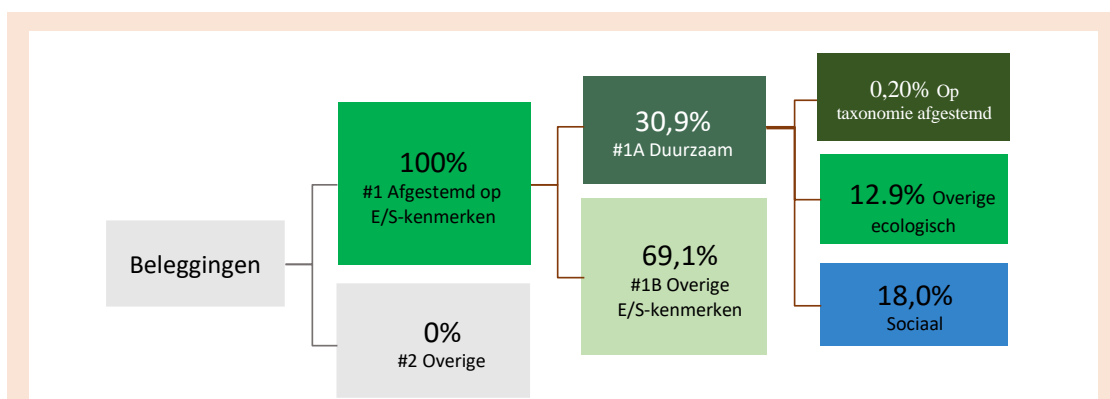 Beleggingen
100%
#1 Afgestemd op
E/S-kenmerken
0%
#2 Overige
30,9%
#1A Duurzaam
69,1%
#1B Overige
E/S-kenmerken
0,20% Op
taxonomie afgestemd
12.9% Overige
ecologisch
18,0%
Sociaal